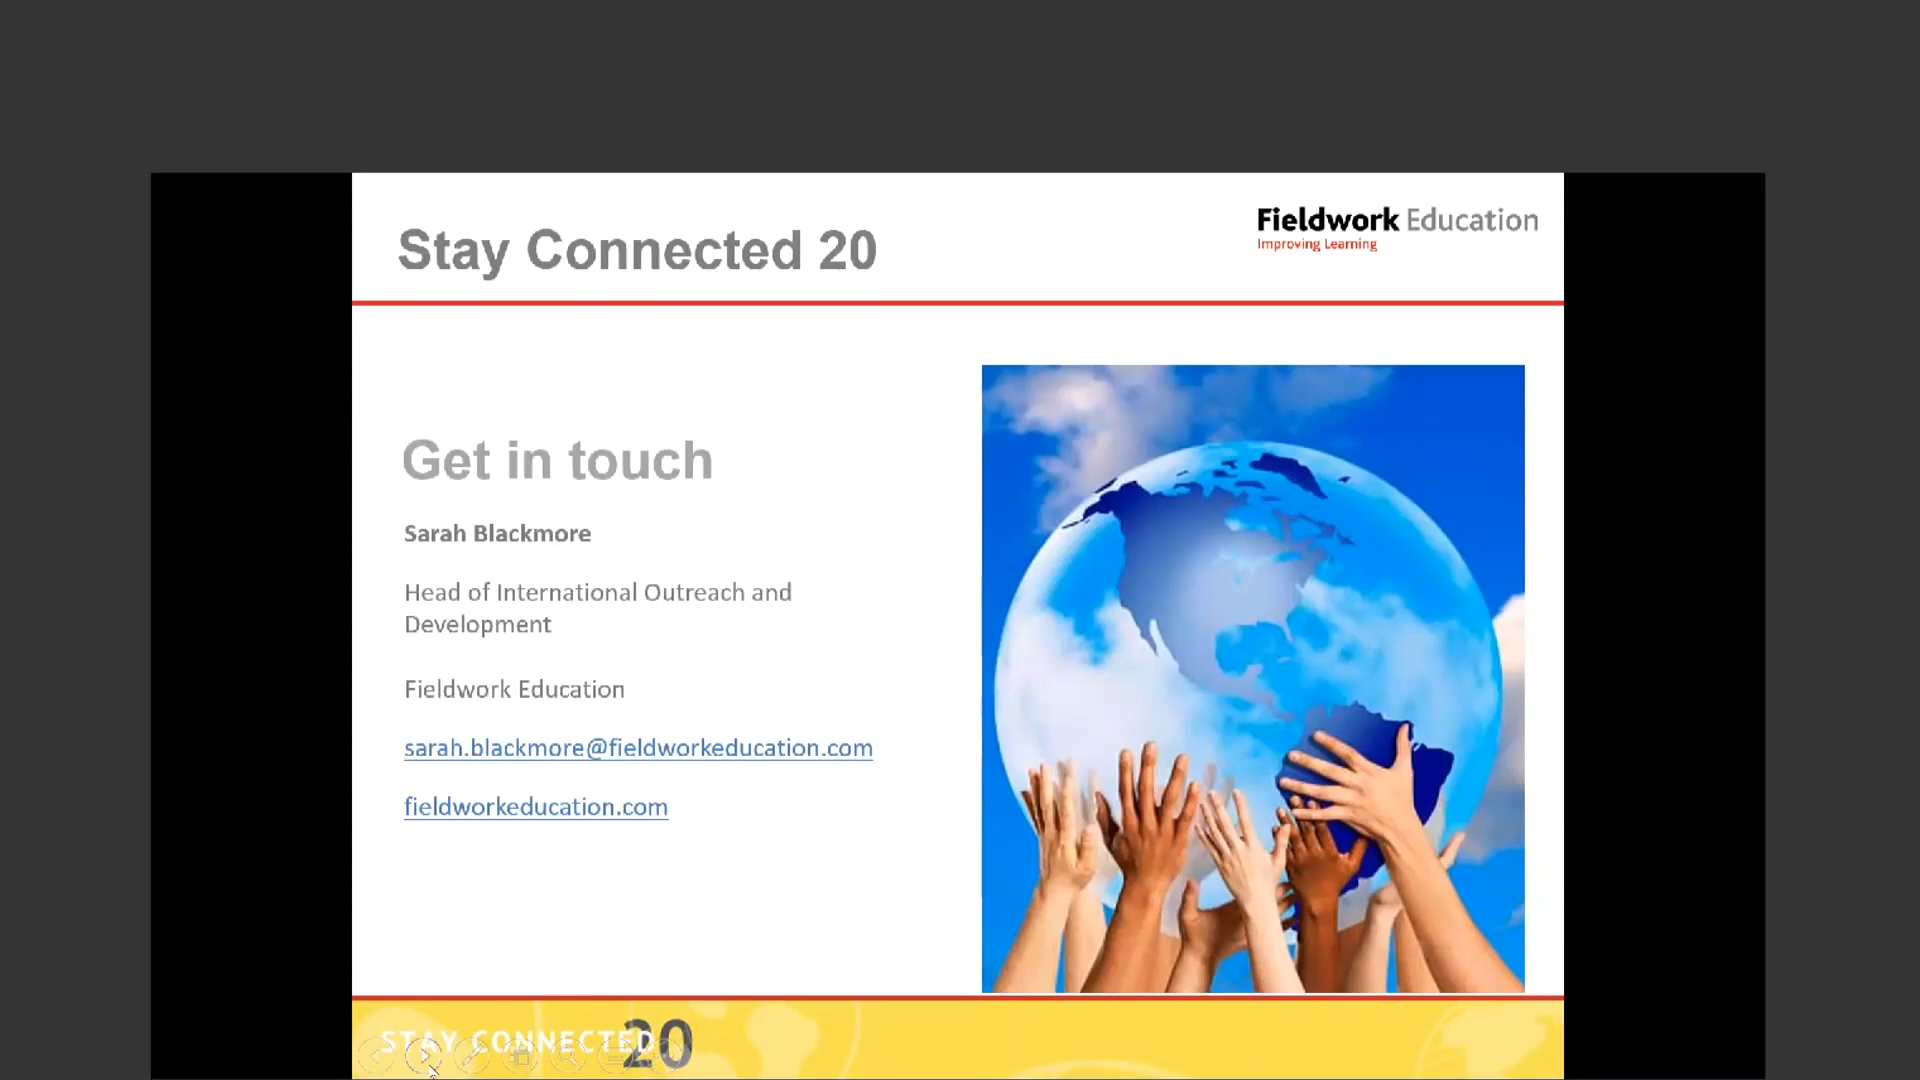 Stay Connected 20
Fieldwork Education
Improving Learning
Get in touch
Sarah Blackmore
Head of International Outreach and
Development
Fieldwork Education
sarah.blackmore@fieldworkeducation.com
fieldworkeducation.com
STAY CONNECTED 20